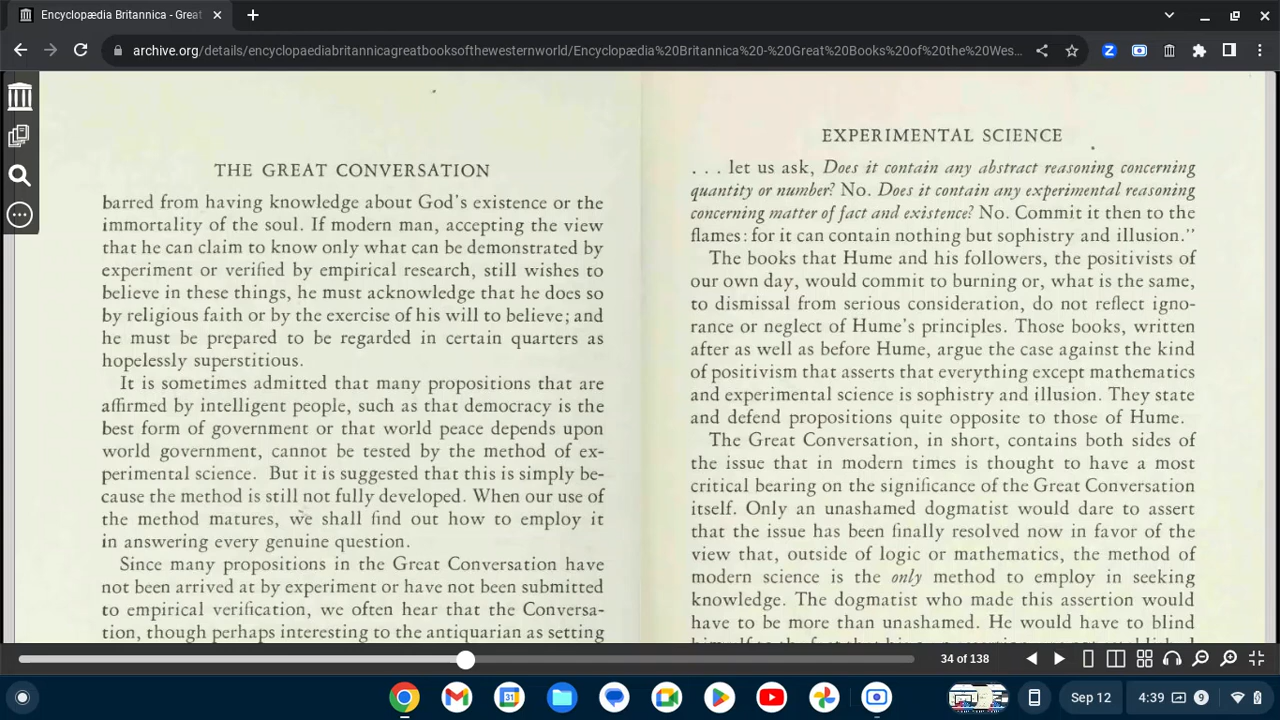 Encyclopædia Britannica - Great
archive.org/details/encyclopaediabritannicagreatbooksofthewesternworld/Encyclopædia%20Britannica%20-%20Great%20Books%20of%20the%20Wes...
THE GREAT CONVERSATION
barred from having knowledge about God's existence or the
immortality of the soul. If modern man, accepting the view
that he can claim to know only what can be demonstrated by
experiment or verified by empirical research, still wishes to
believe in these things, he must acknowledge that he does so
by religious faith or by the exercise of his will to believe; and
he must be prepared to be regarded in certain quarters as
hopelessly superstitious.
It is sometimes admitted that many propositions that are
affirmed by intelligent people, such as that democracy is the
best form of government or that world peace depends upon
world government, cannot be tested by the method of ex-
perimental science. But it is suggested that this is simply be-
cause the method is still not fully developed. When our use of
the method matures, we shall find out how to employ it
in answering every genuine question.
Since many propositions in the Great Conversation have
not been arrived at by experiment or have not been submitted
to empirical verification, we often hear that the Conversa-
tion, though perhaps interesting to the antiquarian as setting
EXPERIMENTAL SCIENCE
. . . let us ask, Does it contain any abstract reasoning concerning
quantity or number? No. Does it contain any experimental reasoning
concerning matter of fact and existence? No. Commit it then to the
flames: for it can contain nothing but sophistry and illusion."
The books that Hume and his followers, the positivists of
our own day, would commit to burning or, what is the same,
to dismissal from serious consideration, do not reflect igno-
rance or neglect of Hume's principles. Those books, written
after as well as before Hume, argue the case against the kind
of positivism that asserts that everything except mathematics
and experimental science is sophistry and illusion. They state
and defend propositions quite opposite to those of Hume.
The Great Conversation, in short, contains both sides of
the issue that in modern times is thought to have a most
critical bearing on the significance of the Great Conversation
itself. Only an unashamed dogmatist would dare to assert
that the issue has been finally resolved now in favor of the
view that, outside of logic or mathematics, the method of
modern science is the only method to employ in seeking
knowledge. The dogmatist who made this assertion would
have to be more than unashamed. He would have to blind
34 of 138
Sep 12
4:39
9